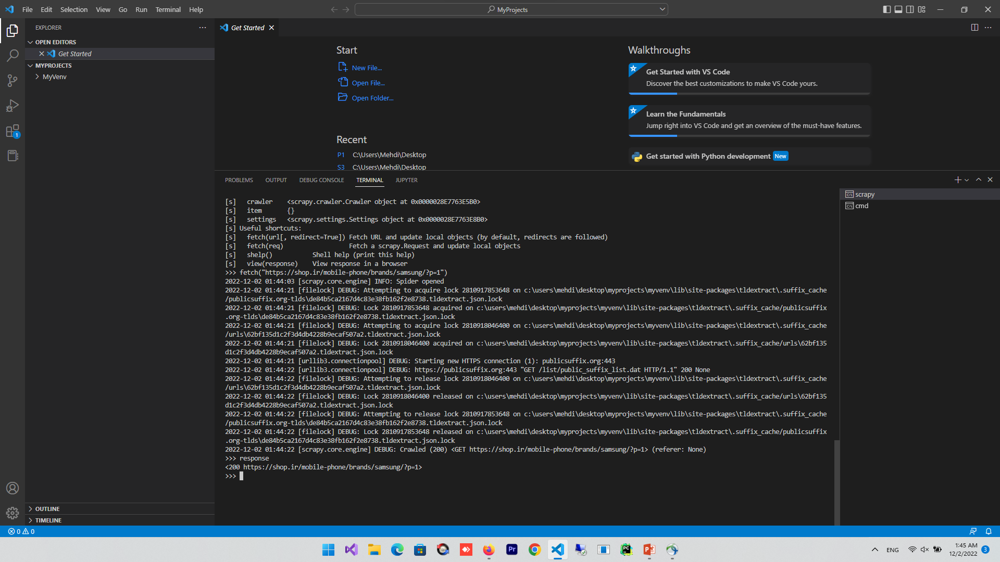 File Edit Selection View Go Run Terminal Help
MyProjects
EXPLORER
OPEN EDITORS
Get Started
MYPROJECTS
MyVenv
OUTLINE
TIMELINE
1
Get Started
Start
New File...
Open File...
Open Folder...
Recent
P1 C:\Users\Mehdi\Desktop
S3 C:\Users\Mehdi\Desktop
Walkthroughs
Get Started with VS Code
Discover the best customizations to make VS Code yours.
Learn the Fundamentals
Jump right into VS Code and get an overview of the must-have features.
Get started with Python development New
PROBLEMS OUTPUT DEBUG CONSOLE TERMINAL JUPYTER
[s]   crawler    <scrapy.crawler.Crawler object at 0x0000028E7763E5B0>
[s]   item       {}
[s]   settings   <scrapy.settings.Settings object at 0x0000028E7763E8B0>
[s] Useful shortcuts:
[s]   fetch(url[, redirect=True]) Fetch URL and update local objects (by default, redirects are followed)
[s]   fetch(req)                  Fetch a scrapy.Request and update local objects
[s]   shelp()           Shell help (print this help)
[s]   view(response)    View response in a browser
>>> fetch("https://shop.ir/mobile-phone/brands/samsung/?p=1")
2022-12-02 01:44:03 [scrapy.core.engine] INFO: Spider opened
2022-12-02 01:44:21 [filelock] DEBUG: Attempting to acquire lock 2810917853648 on c:\users\mehdi\desktop\myprojects\myvenv\lib\site-packages\tldextract\.suffix_cache
/publicsuffix.org-tlds\de84b5ca2167d4c83e38fb162f2e8738.tldextract.json.lock
2022-12-02 01:44:21 [filelock] DEBUG: Lock 2810917853648 acquired on c:\users\mehdi\desktop\myprojects\myvenv\lib\site-packages\tldextract\.suffix_cache/publicsuffix
.org-tlds\de84b5ca2167d4c83e38fb162f2e8738.tldextract.json.lock
2022-12-02 01:44:21 [filelock] DEBUG: Attempting to acquire lock 2810918046400 on c:\users\mehdi\desktop\myprojects\myvenv\lib\site-packages\tldextract\.suffix_cache
/urls\62bf135d1c2f3d4db4228b9ecaf507a2.tldextract.json.lock
2022-12-02 01:44:21 [filelock] DEBUG: Lock 2810918046400 acquired on c:\users\mehdi\desktop\myprojects\myvenv\lib\site-packages\tldextract\.suffix_cache/urls\62bf135
d1c2f3d4db4228b9ecaf507a2.tldextract.json.lock
2022-12-02 01:44:21 [urllib3.connectionpool] DEBUG: Starting new HTTPS connection (1): publicsuffix.org:443
2022-12-02 01:44:22 [urllib3.connectionpool] DEBUG: https://publicsuffix.org:443 "GET /list/public_suffix_list.dat HTTP/1.1" 200 None
2022-12-02 01:44:22 [filelock] DEBUG: Attempting to release lock 2810918046400 on c:\users\mehdi\desktop\myprojects\myvenv\lib\site-packages\tldextract\.suffix_cache
/urls\62bf135d1c2f3d4db4228b9ecaf507a2.tldextract.json.lock
2022-12-02 01:44:22 [filelock] DEBUG: Lock 2810918046400 released on c:\users\mehdi\desktop\myprojects\myvenv\lib\site-packages\tldextract\.suffix_cache/urls\62bf135
d1c2f3d4db4228b9ecaf507a2.tldextract.json.lock
2022-12-02 01:44:22 [filelock] DEBUG: Attempting to release lock 2810917853648 on c:\users\mehdi\desktop\myprojects\myvenv\lib\site-packages\tldextract\.suffix_cache
/publicsuffix.org-tlds\de84b5ca2167d4c83e38fb162f2e8738.tldextract.json.lock
2022-12-02 01:44:22 [filelock] DEBUG: Lock 2810917853648 released on c:\users\mehdi\desktop\myprojects\myvenv\lib\site-packages\tldextract\.suffix_cache/publicsuffix
.org-tlds\de84b5ca2167d4c83e38fb162f2e8738.tldextract.json.lock
2022-12-02 01:44:22 [scrapy.core.engine] DEBUG: Crawled (200) <GET https://shop.ir/mobile-phone/brands/samsung/?p=1> (referer: None)
>>> response
<200 https://shop.ir/mobile-phone/brands/samsung/?p=1>
>>>
scrapy
cmd
0 0
Pr
PC
P
ENG
1:45 AM
12/2/2022
3